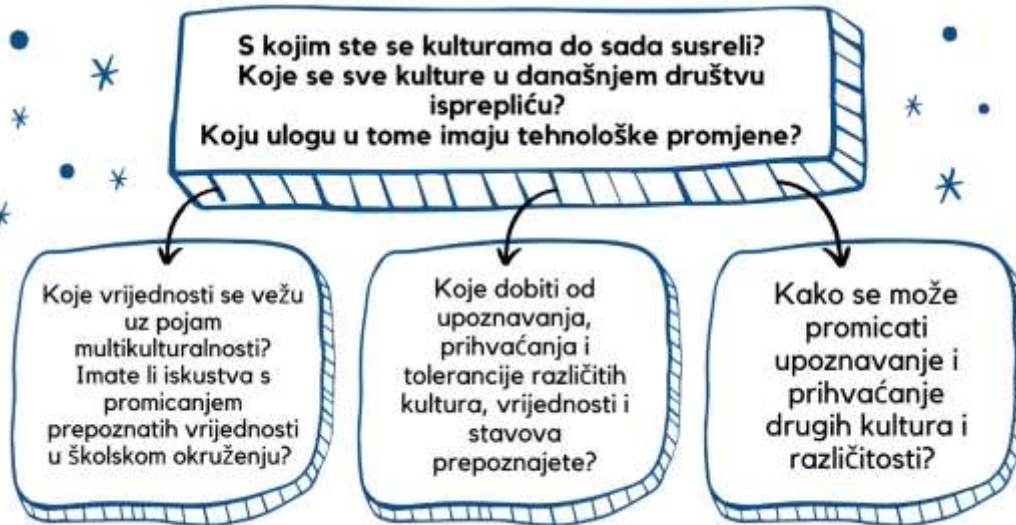 S kojim ste se kulturama do sada susreli?
Koje se sve kulture u današnjem društvu
isprepliću?
Koju ulogu u tome imaju tehnološke promjene?
Koje vrijednosti se vežu
uz pojam
multikulturalnosti?
Imate li iskustva s
promicanjem
prepoznatih vrijednosti
u školskom okruženju?
Koje dobiti od
upoznavanja,
prihvaćanja i
tolerancije različitih
kultura, vrijednosti i
stavova
prepoznajete?
Kako se može
promicati
upoznavanje i
prihvaćanje
drugih kultura i
različitosti?